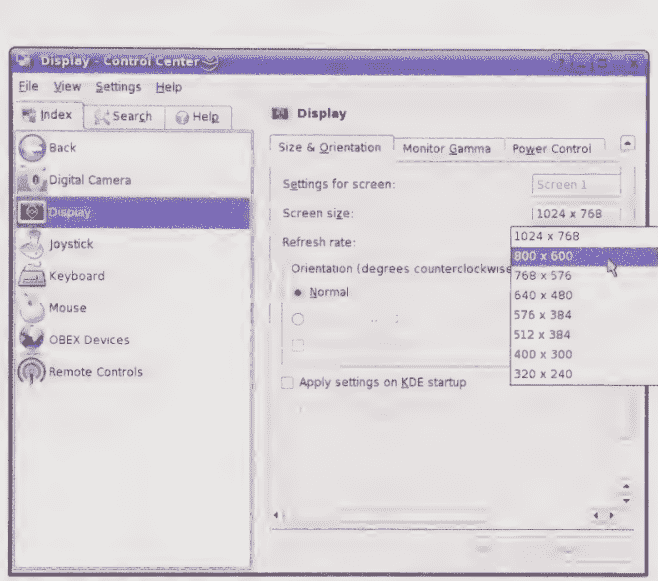 Display - Control Center
File View Settings Help
Index Search Help
Display
Back
Digital Camera
Display
Joystick
Keyboard
Mouse
OBEX Devices
Remote Controls
Size & Orientation Monitor Gamma Power Control
Settings for screen: Screen 1
Screen size: 1024 x 768
Refresh rate:
1024 x 768
800 x 600
768 x 576
640 x 480
576 x 384
512 x 384
400 x 300
320 x 240
Orientation (degrees counterclockwise
Normal
Apply settings on KDE startup